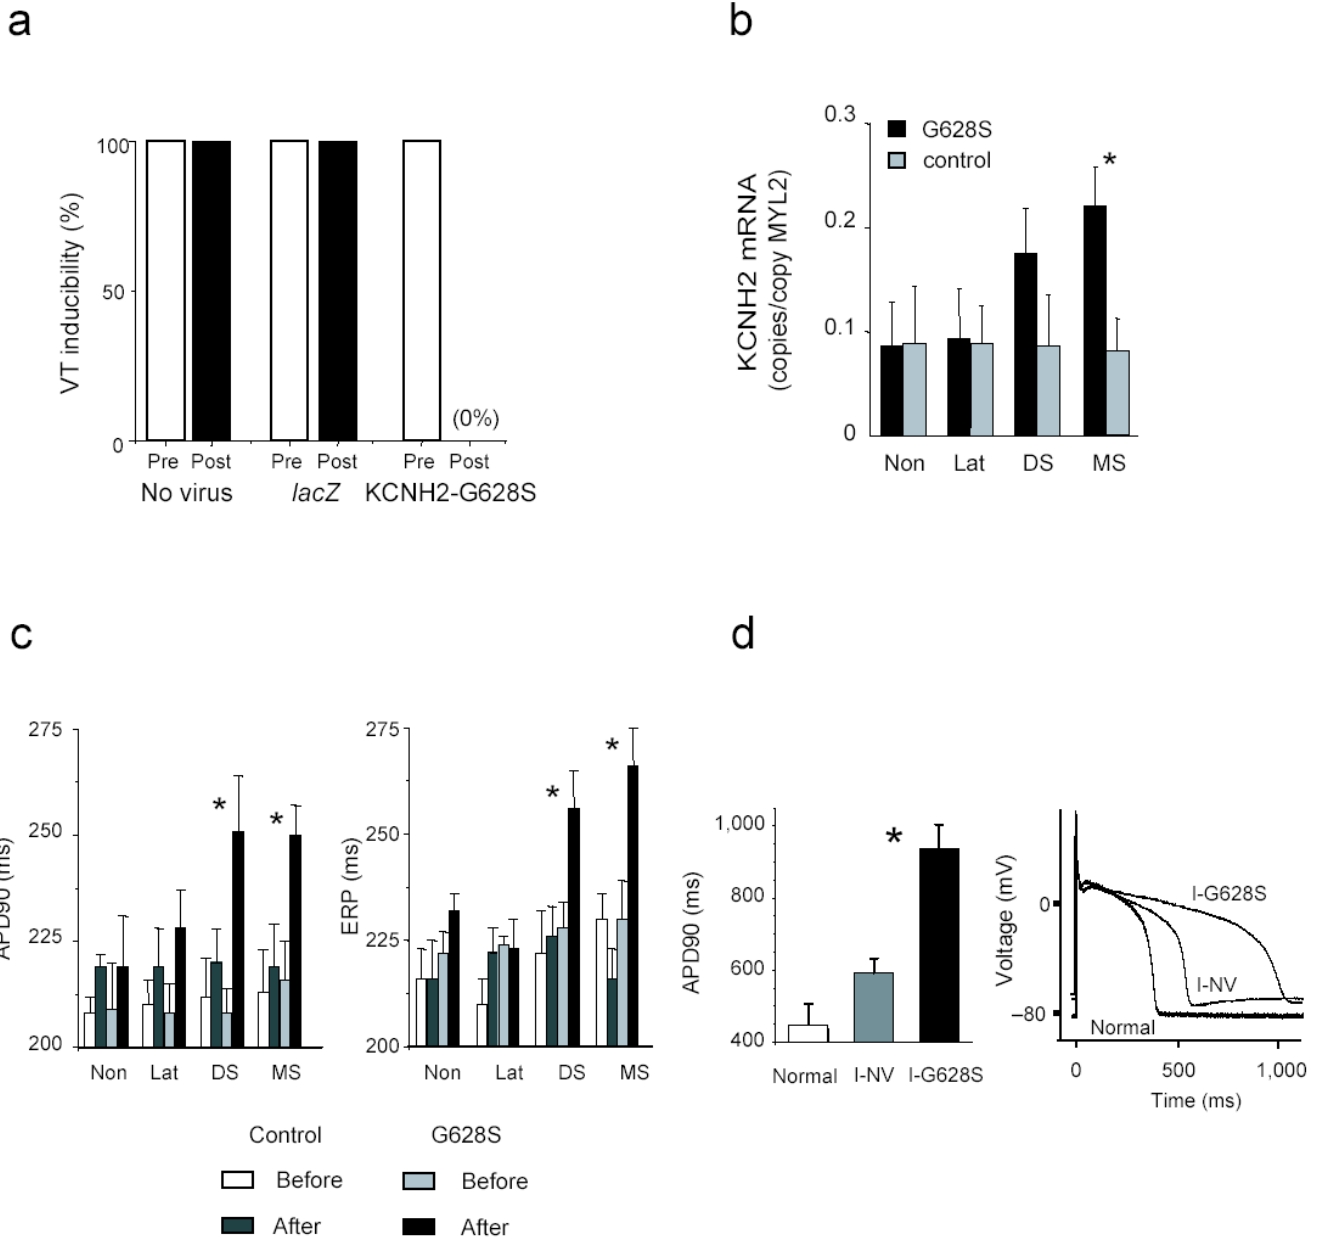 a
100
50
0
VT inducibility (%)
(0%)
Pre Post Pre Post Pre Post
No virus lacZ KCNH2-G628S
b
0.3
0.2
0.1
0
KCNH2 mRNA
(copies/copy MYL2)
G628S
control
*
Non Lat DS MS
c
275
250
225
200
APD90 (ms)
* *
Non Lat DS MS
275
250
225
200
ERP (ms)
* *
Non Lat DS MS
Control G628S
Before Before
After After
d
1,000
800
600
400
APD90 (ms)
*
Normal I-NV I-G628S
Voltage (mV)
0
−80
I-G628S
I-NV
Normal
0 500 1,000
Time (ms)